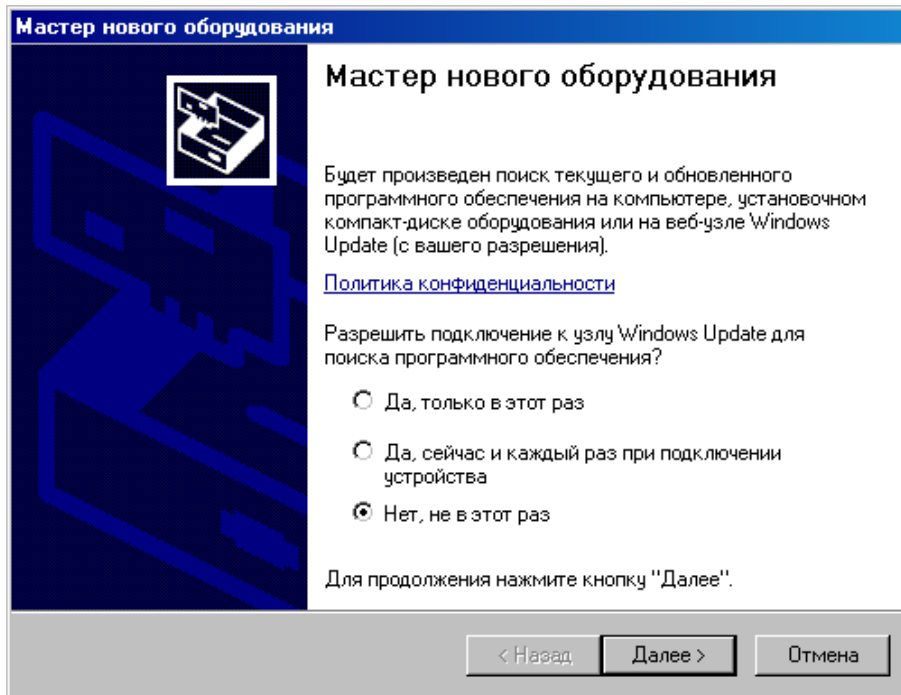 Мастер нового оборудования
Мастер нового оборудования
Будет произведен поиск текущего и обновленного
программного обеспечения на компьютере, установочном
компакт-диске оборудования или на веб-узле Windows
Update (с вашего разрешения).
Политика конфиденциальности
Разрешить подключение к узлу Windows Update для
поиска программного обеспечения?
Да, только в этот раз
Да, сейчас и каждый раз при подключении
устройства
Нет, не в этот раз
Для продолжения нажмите кнопку "Далее".
< Назад Далее > Отмена